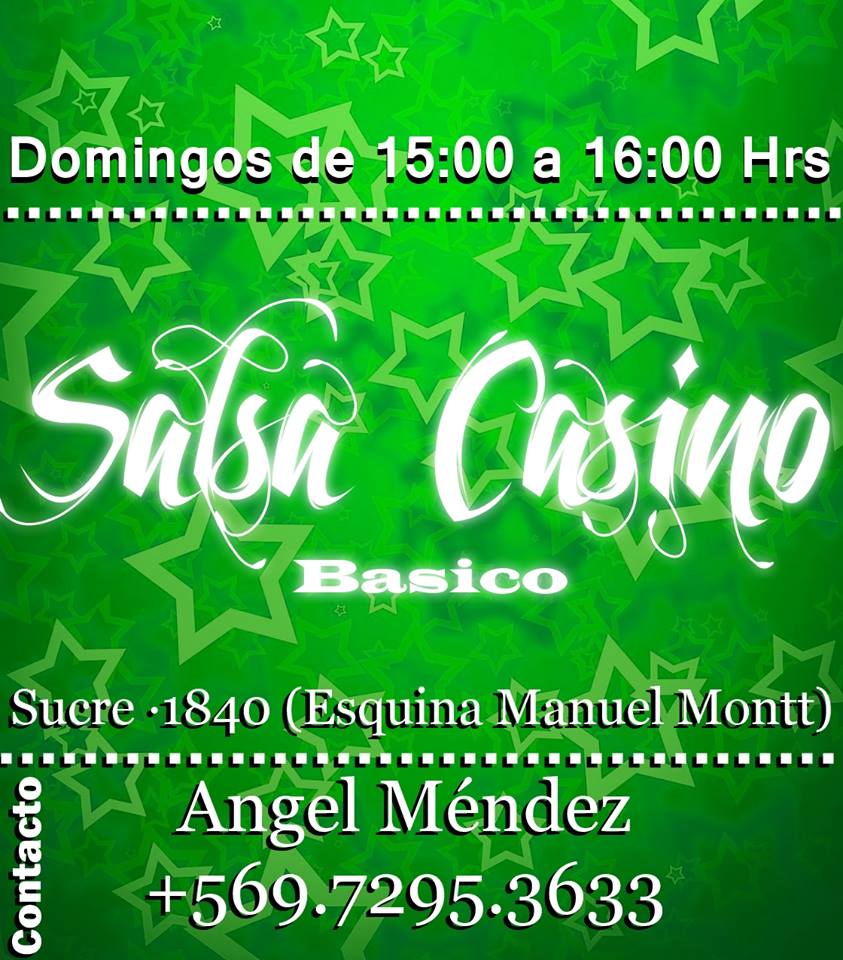 Domingos de 15:00 a 16:00 Hrs
Salsa Casino
Basico
Sucre ·1840 (Esquina Manuel Montt)
Contacto
Angel Méndez
+569.7295.3633